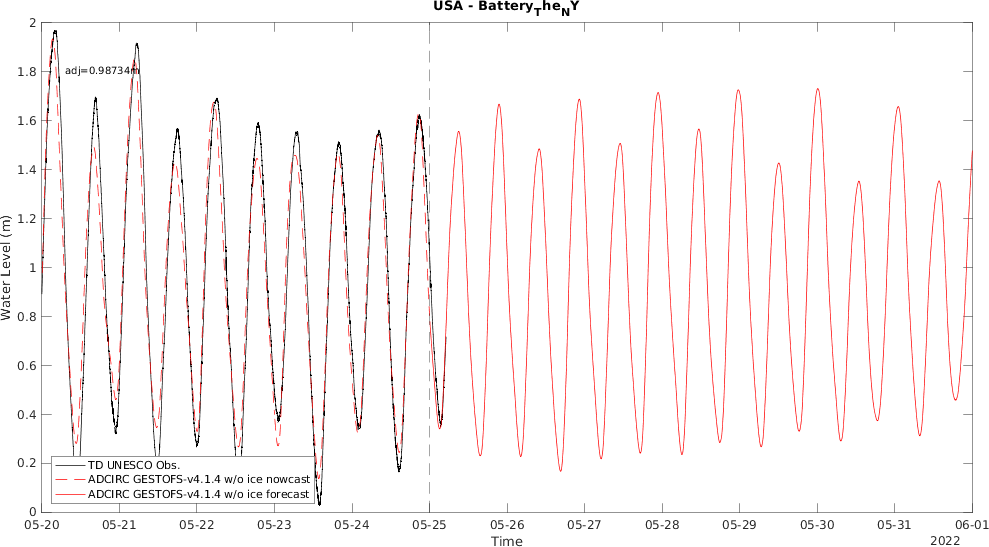 USA - BatteryTheNY
2
1.8
1.6
1.4
1.2
1
0.8
0.6
0.4
0.2
0
Water Level (m)
adj=0.98734m
TD UNESCO Obs.
ADCIRC GESTOFS-v4.1.4 w/o ice nowcast
ADCIRC GESTOFS-v4.1.4 w/o ice forecast
05-20 05-21 05-22 05-23 05-24 05-25 05-26 05-27 05-28 05-29 05-30 05-31 06-01
Time
2022